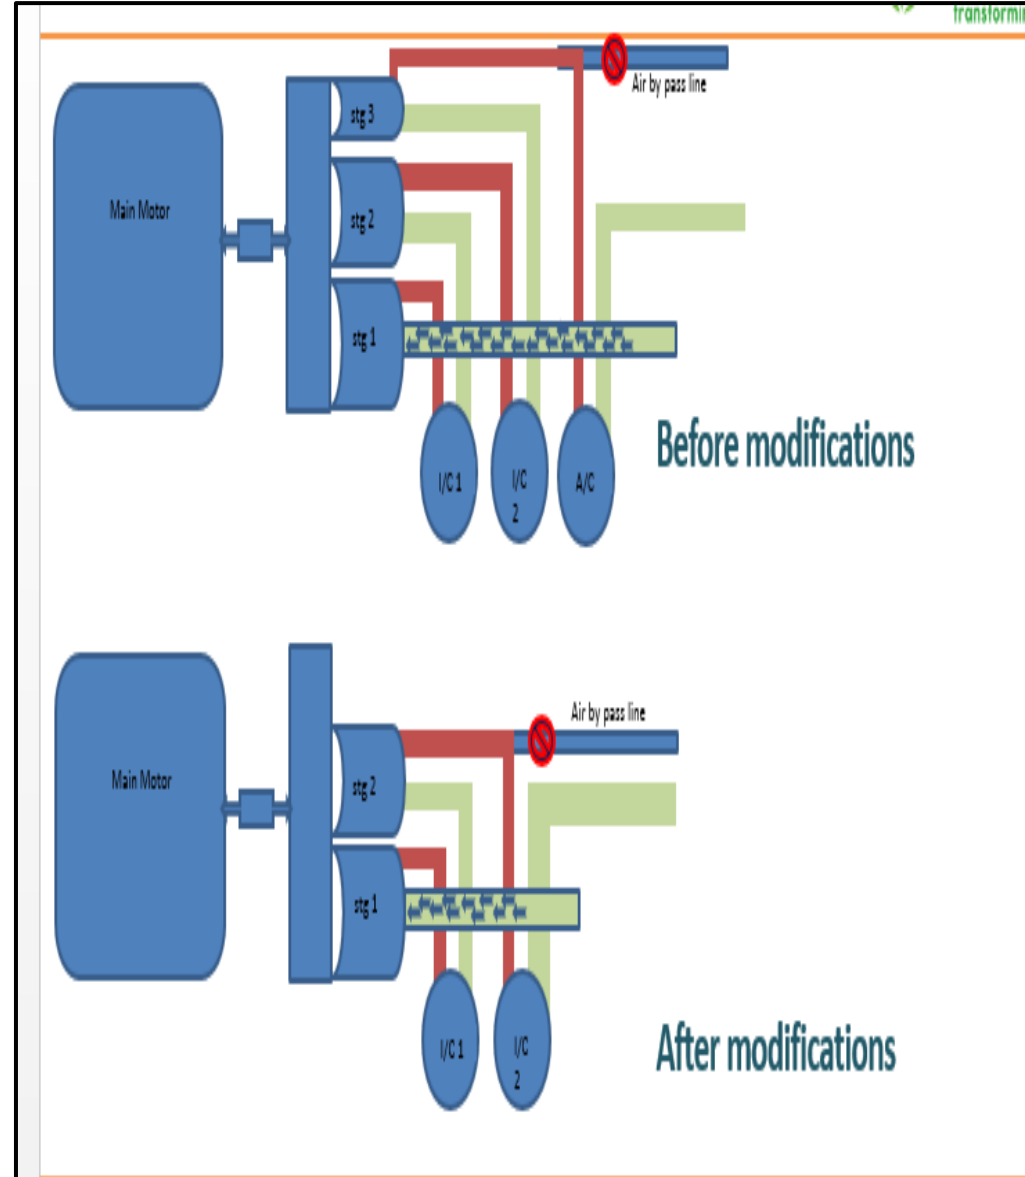 transformin
Air by pass line
stg 3
Main Motor
stg 2
stg 1
Before modifications
I/C 1
I/C
2
A/C
Air by pass line
Main Motor
stg 2
stg 1
After modifications
I/C 1
I/C
2